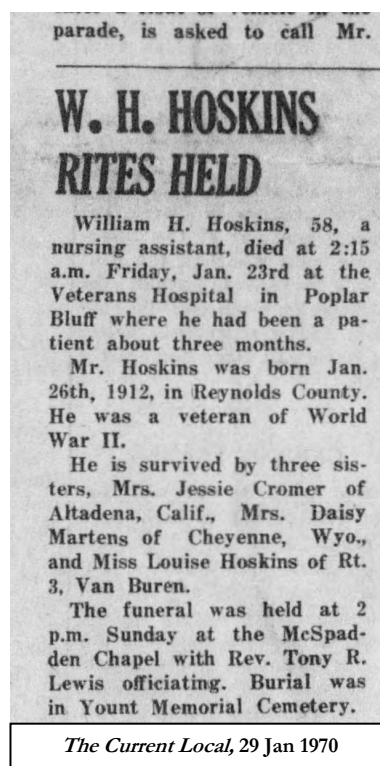 parade, is asked to call Mr.
W. H. HOSKINS
RITES HELD
William H. Hoskins, 58, a
nursing assistant, died at 2:15
a.m. Friday, Jan. 23rd at the
Veterans Hospital in Poplar
Bluff where he had been a pa-
tient about three months.
Mr. Hoskins was born Jan.
26th, 1912, in Reynolds County.
He was a veteran of World
War II.
He is survived by three sis-
ters, Mrs. Jessie Cromer of
Altadena, Calif., Mrs. Daisy
Martens of Cheyenne, Wyo.,
and Miss Louise Hoskins of Rt.
3, Van Buren.
The funeral was held at 2
p.m. Sunday at the McSpad-
den Chapel with Rev. Tony R.
Lewis officiating. Burial was
in Yount Memorial Cemetery.
The Current Local, 29 Jan 1970